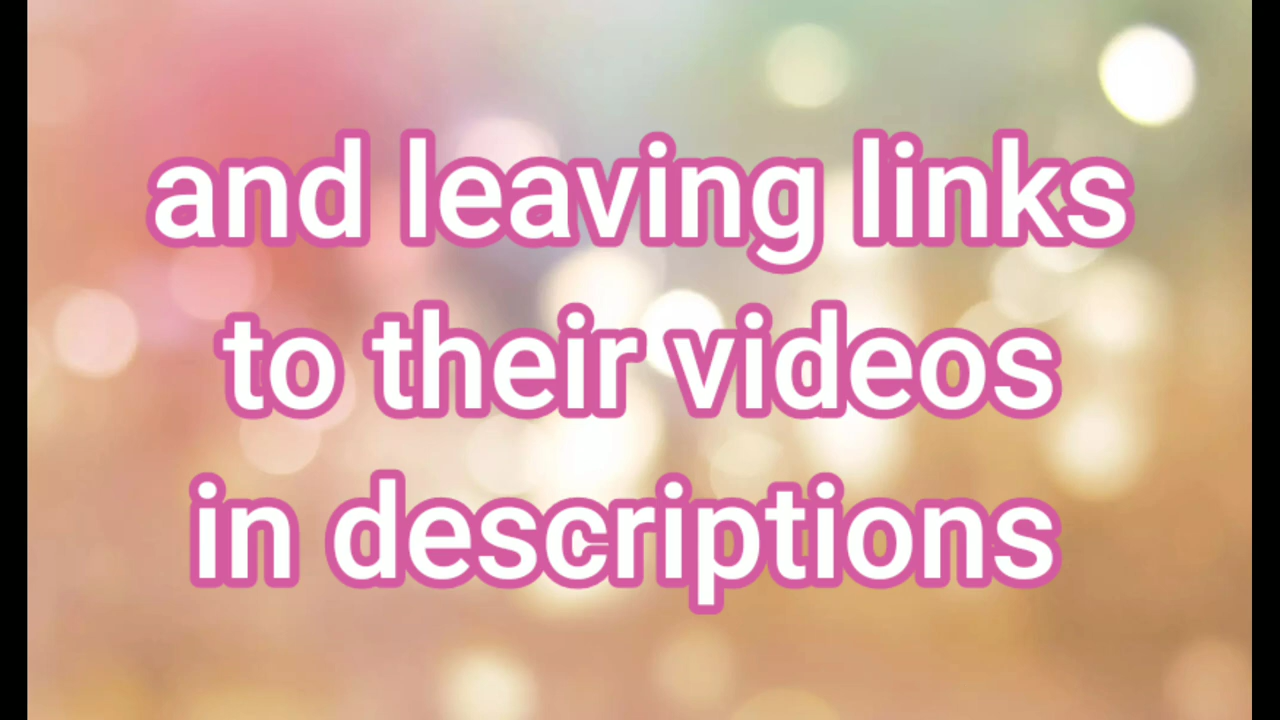 and leaving links
to their videos
in descriptions